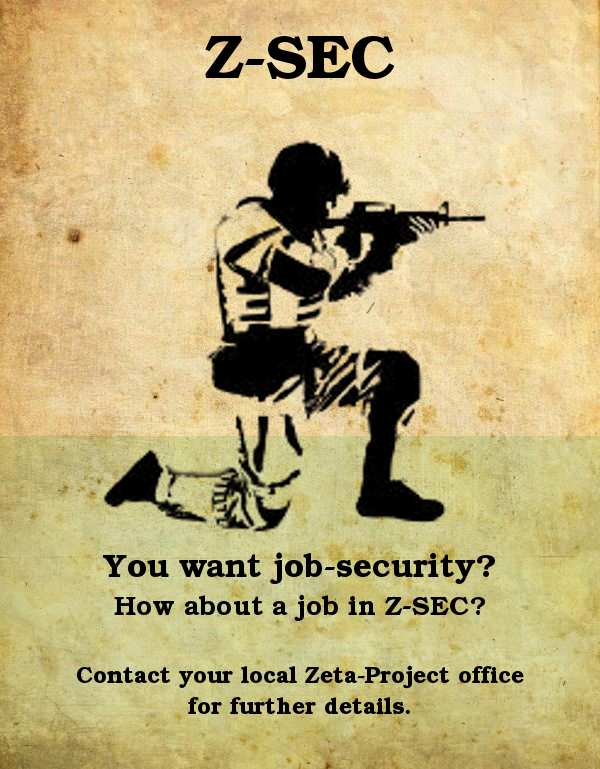 Z-SEC
You want job-security?
How about a job in Z-SEC?
Contact your local Zeta-Project office
for further details.